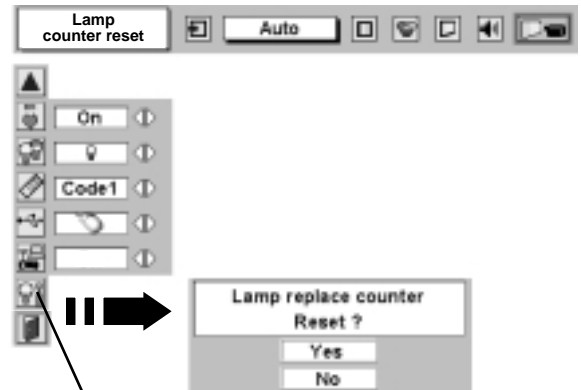 Lamp
counter reset
Auto
On
Code1
Lamp replace counter
Reset ?
Yes
No